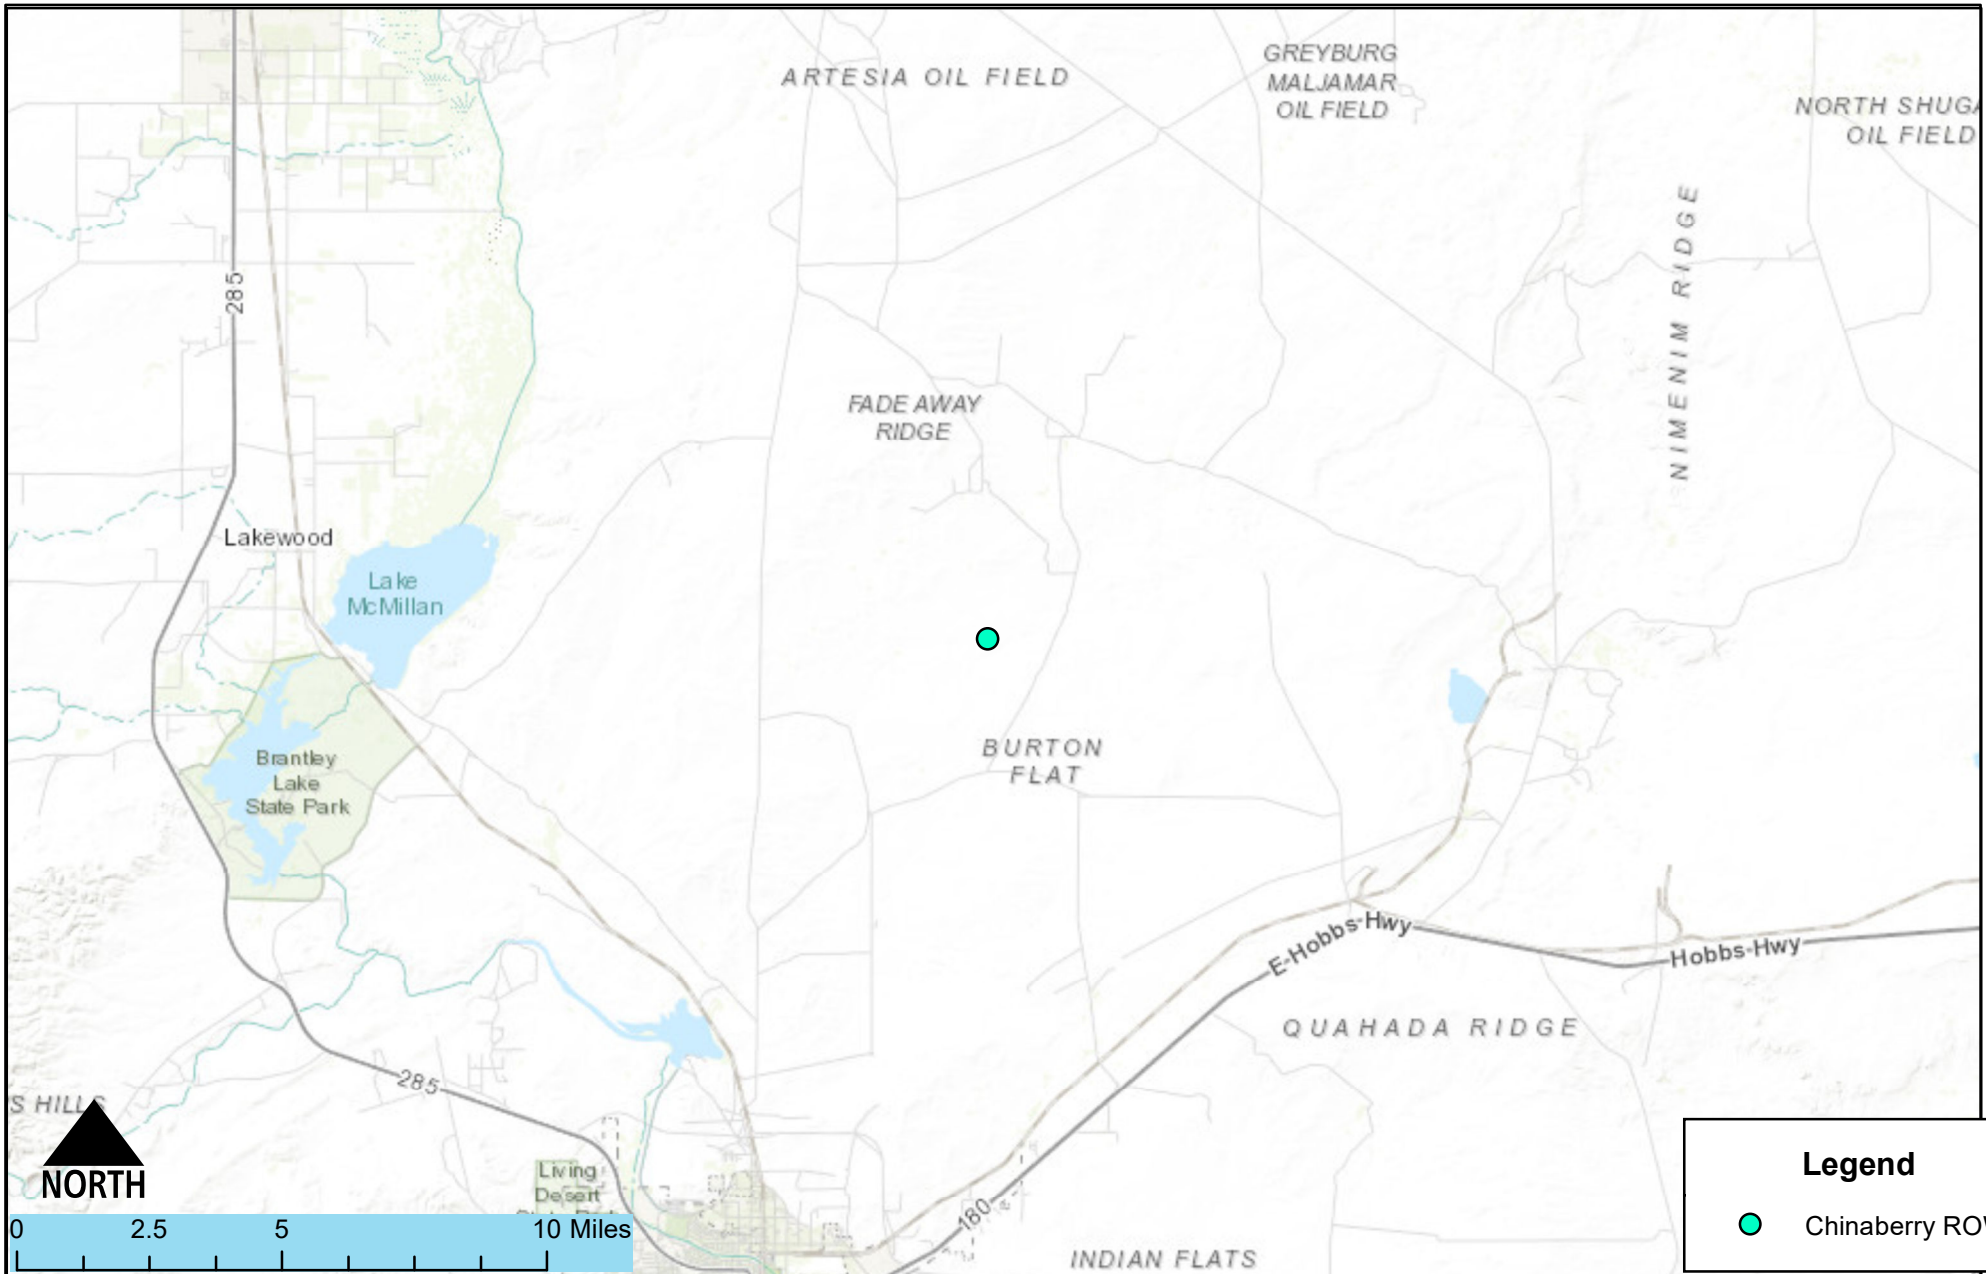 ARTESIA OIL FIELD
GREYBURG
MALJAMAR
OIL FIELD
NORTH SHUGA
OIL FIELD
NIMENIM RIDGE
285
FADE AWAY
RIDGE
Lakewood
Lake
McMillan
Brantley
Lake
State Park
BURTON
FLAT
E-Hobbs-Hwy
Hobbs-Hwy
QUAHADA RIDGE
285
S HILLS
NORTH
Living
Desert
180
INDIAN FLATS
0 2.5 5 10 Miles
Legend
Chinaberry ROW